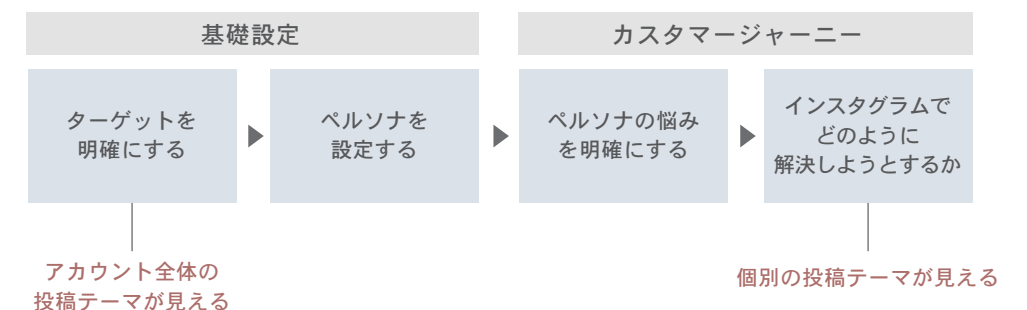 基礎設定
カスタマージャーニー
ターゲットを
明確にする
ペルソナを
設定する
ペルソナの悩み
を明確にする
インスタグラムで
どのように
解決しようとするか
アカウント全体の
投稿テーマが見える
個別の投稿テーマが見える